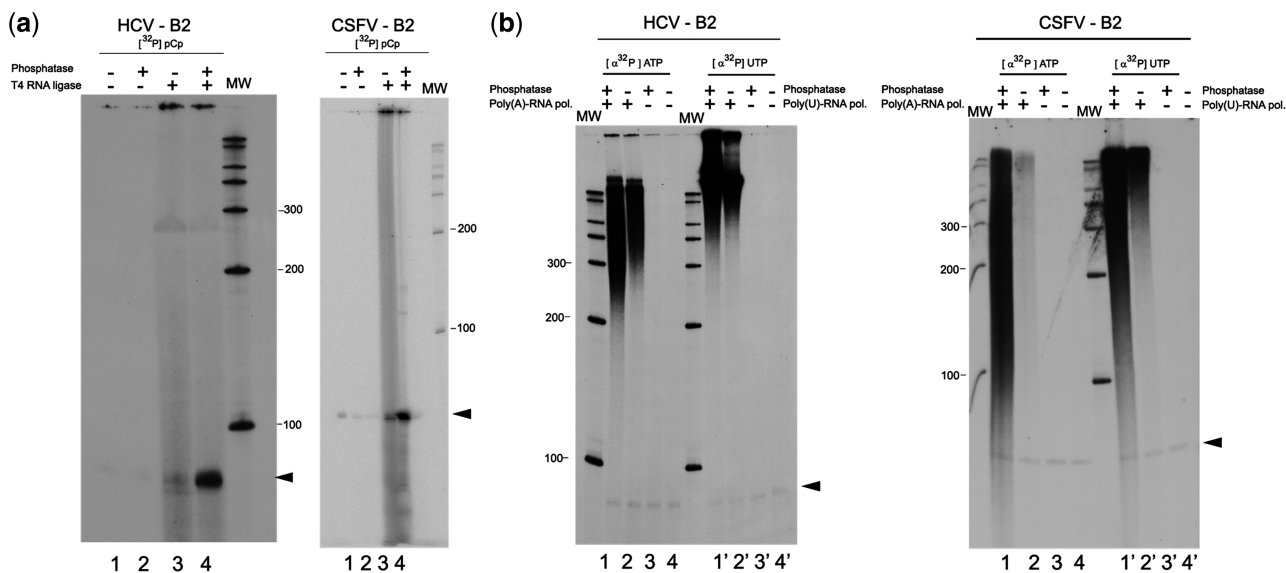 (a)
HCV - B2
[32P] pCp
Phosphatase - + - +
T4 RNA ligase - - + + MW
300
200
100
1 2 3 4
CSFV - B2
[32P] pCp
- + - +
- - + + MW
200
100
1 2 3 4
(b)
HCV - B2
[α32P] ATP [α32P] UTP
Phosphatase + - + - + - + - Phosphatase
Poly(A)-RNA pol. + + - - + + - - Poly(U)-RNA pol.
MW MW
300
200
100
1 2 3 4 1' 2' 3' 4'
CSFV - B2
[α32P] ATP [α32P] UTP
Phosphatase + - + - + - + - Phosphatase
Poly(A)-RNA pol. + + - - + + - - Poly(U)-RNA pol.
MW MW
300
200
100
1 2 3 4 1' 2' 3' 4'